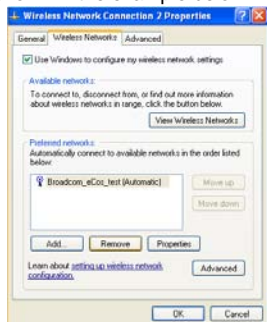 Wireless Network Connection 2 Properties
General Wireless Networks Advanced
Use Windows to configure my wireless network settings
Available networks:
To connect to, disconnect from, or find out more information
about wireless networks in range, click the button below.
View Wireless Networks
Preferred networks:
Automatically connect to available networks in the order listed
below:
Broadcom_eCos_test (Automatic)
Move up
Move down
Add... Remove Properties
Learn about setting up wireless network
configuration.
Advanced
OK Cancel